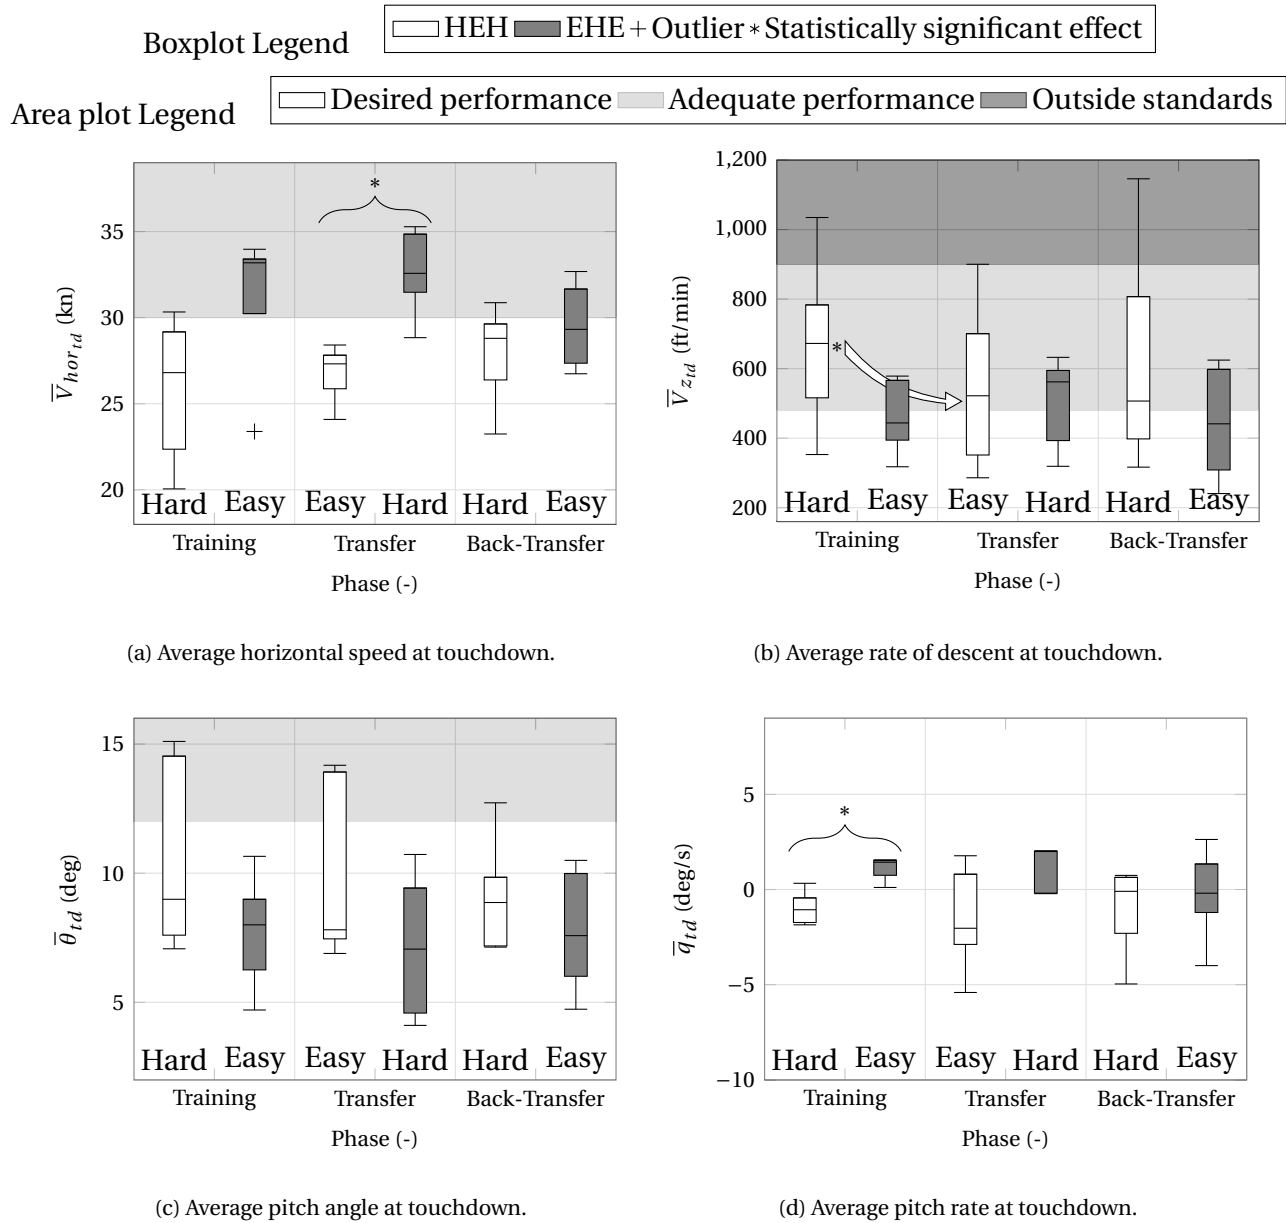 Boxplot Legend
HEH EHE + Outlier * Statistically significant effect
Area plot Legend
Desired performance Adequate performance Outside standards
35
30
25
20
V̅hor_td (kn)
*
Hard Easy Easy Hard Hard Easy
Training Transfer Back-Transfer
Phase (-)
(a) Average horizontal speed at touchdown.
1,200
1,000
800
600
400
200
V̅z_td (ft/min)
*
Hard Easy Easy Hard Hard Easy
Training Transfer Back-Transfer
Phase (-)
(b) Average rate of descent at touchdown.
15
10
5
θ̅td (deg)
Hard Easy Easy Hard Hard Easy
Training Transfer Back-Transfer
Phase (-)
(c) Average pitch angle at touchdown.
5
0
−5
−10
q̅td (deg/s)
*
Hard Easy Easy Hard Hard Easy
Training Transfer Back-Transfer
Phase (-)
(d) Average pitch rate at touchdown.